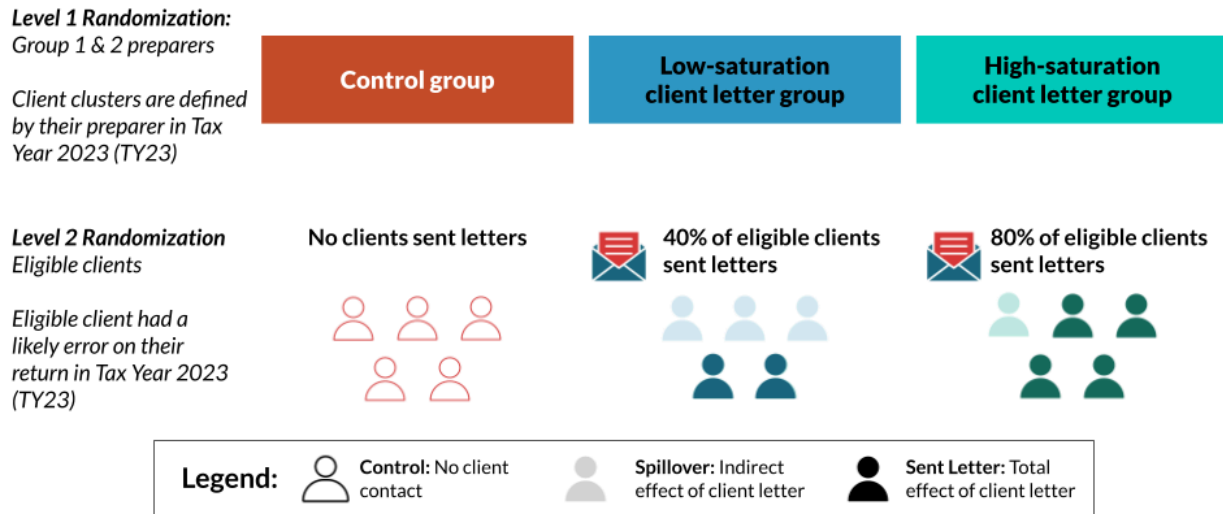 Level 1 Randomization:
Group 1 & 2 preparers
Client clusters are defined
by their preparer in Tax
Year 2023 (TY23)
Control group
Low-saturation
client letter group
High-saturation
client letter group
Level 2 Randomization
Eligible clients
Eligible client had a
likely error on their
return in Tax Year 2023
(TY23)
No clients sent letters
40% of eligible clients
sent letters
80% of eligible clients
sent letters
Legend:
Control: No client
contact
Spillover: Indirect
effect of client letter
Sent Letter: Total
effect of client letter